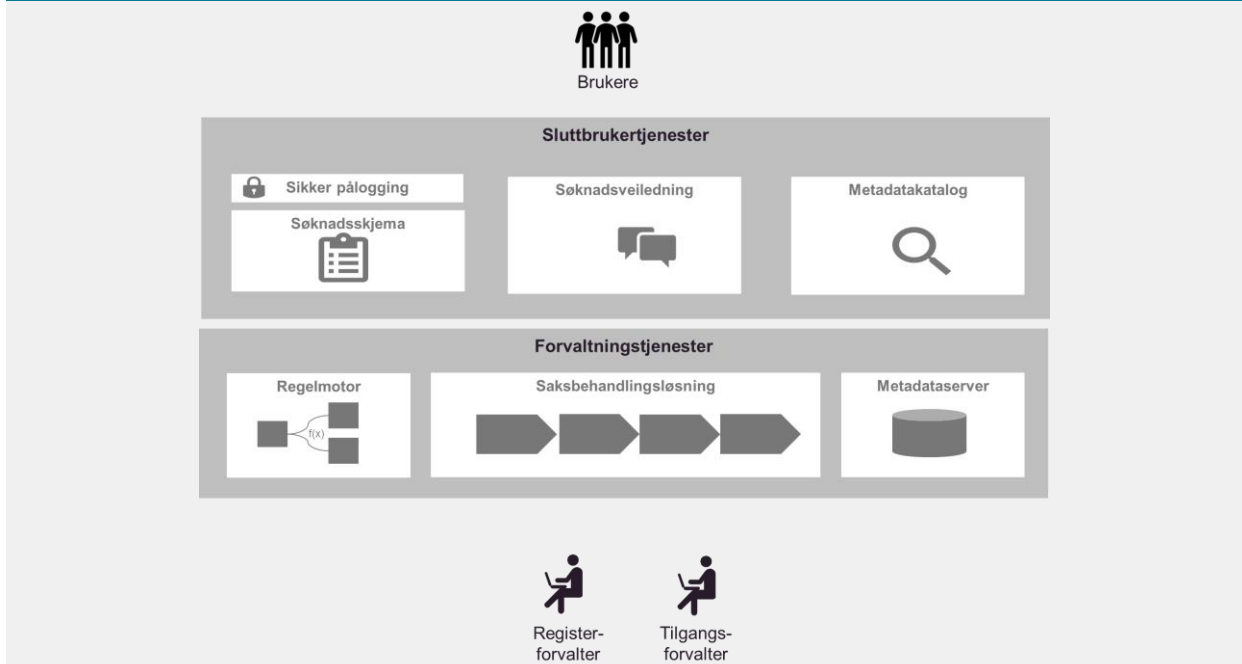 Brukere
Sluttbrukertjenester
Sikker pålogging
Søknadsskjema
Søknadsveiledning
Metadatakatalog
Forvaltningstjenester
Regelmotor
f(x)
Saksbehandlingsløsning
Metadataserver
Register-
forvalter
Tilgangs-
forvalter